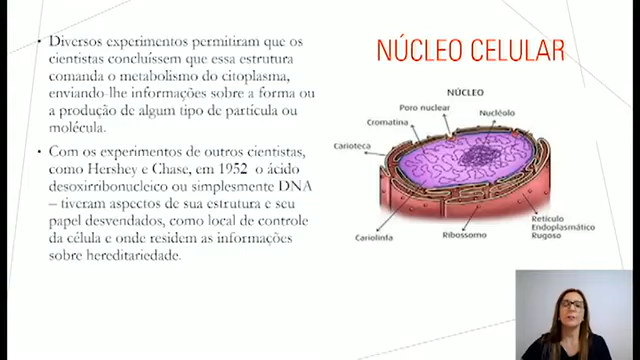 • Diversos experimentos permitiram que os
cientistas concluíssem que essa estrutura
comanda o metabolismo do citoplasma,
enviando-lhe informações sobre a forma ou
a produção de algum tipo de partícula ou
molécula.
• Com os experimentos de outros cientistas,
como Hershey e Chase, em 1952 o ácido
desoxirribonucleico ou simplesmente DNA
– tiveram aspectos de sua estrutura e seu
papel desvendados, como local de controle
da célula e onde residem as informações
sobre hereditariedade.
NÚCLEO CELULAR
NÚCLEO
Poro nuclear
Nucléolo
Cromatina
Carioteca
Cariolinfa
Ribossomo
Retículo
Endoplasmático
Rugoso